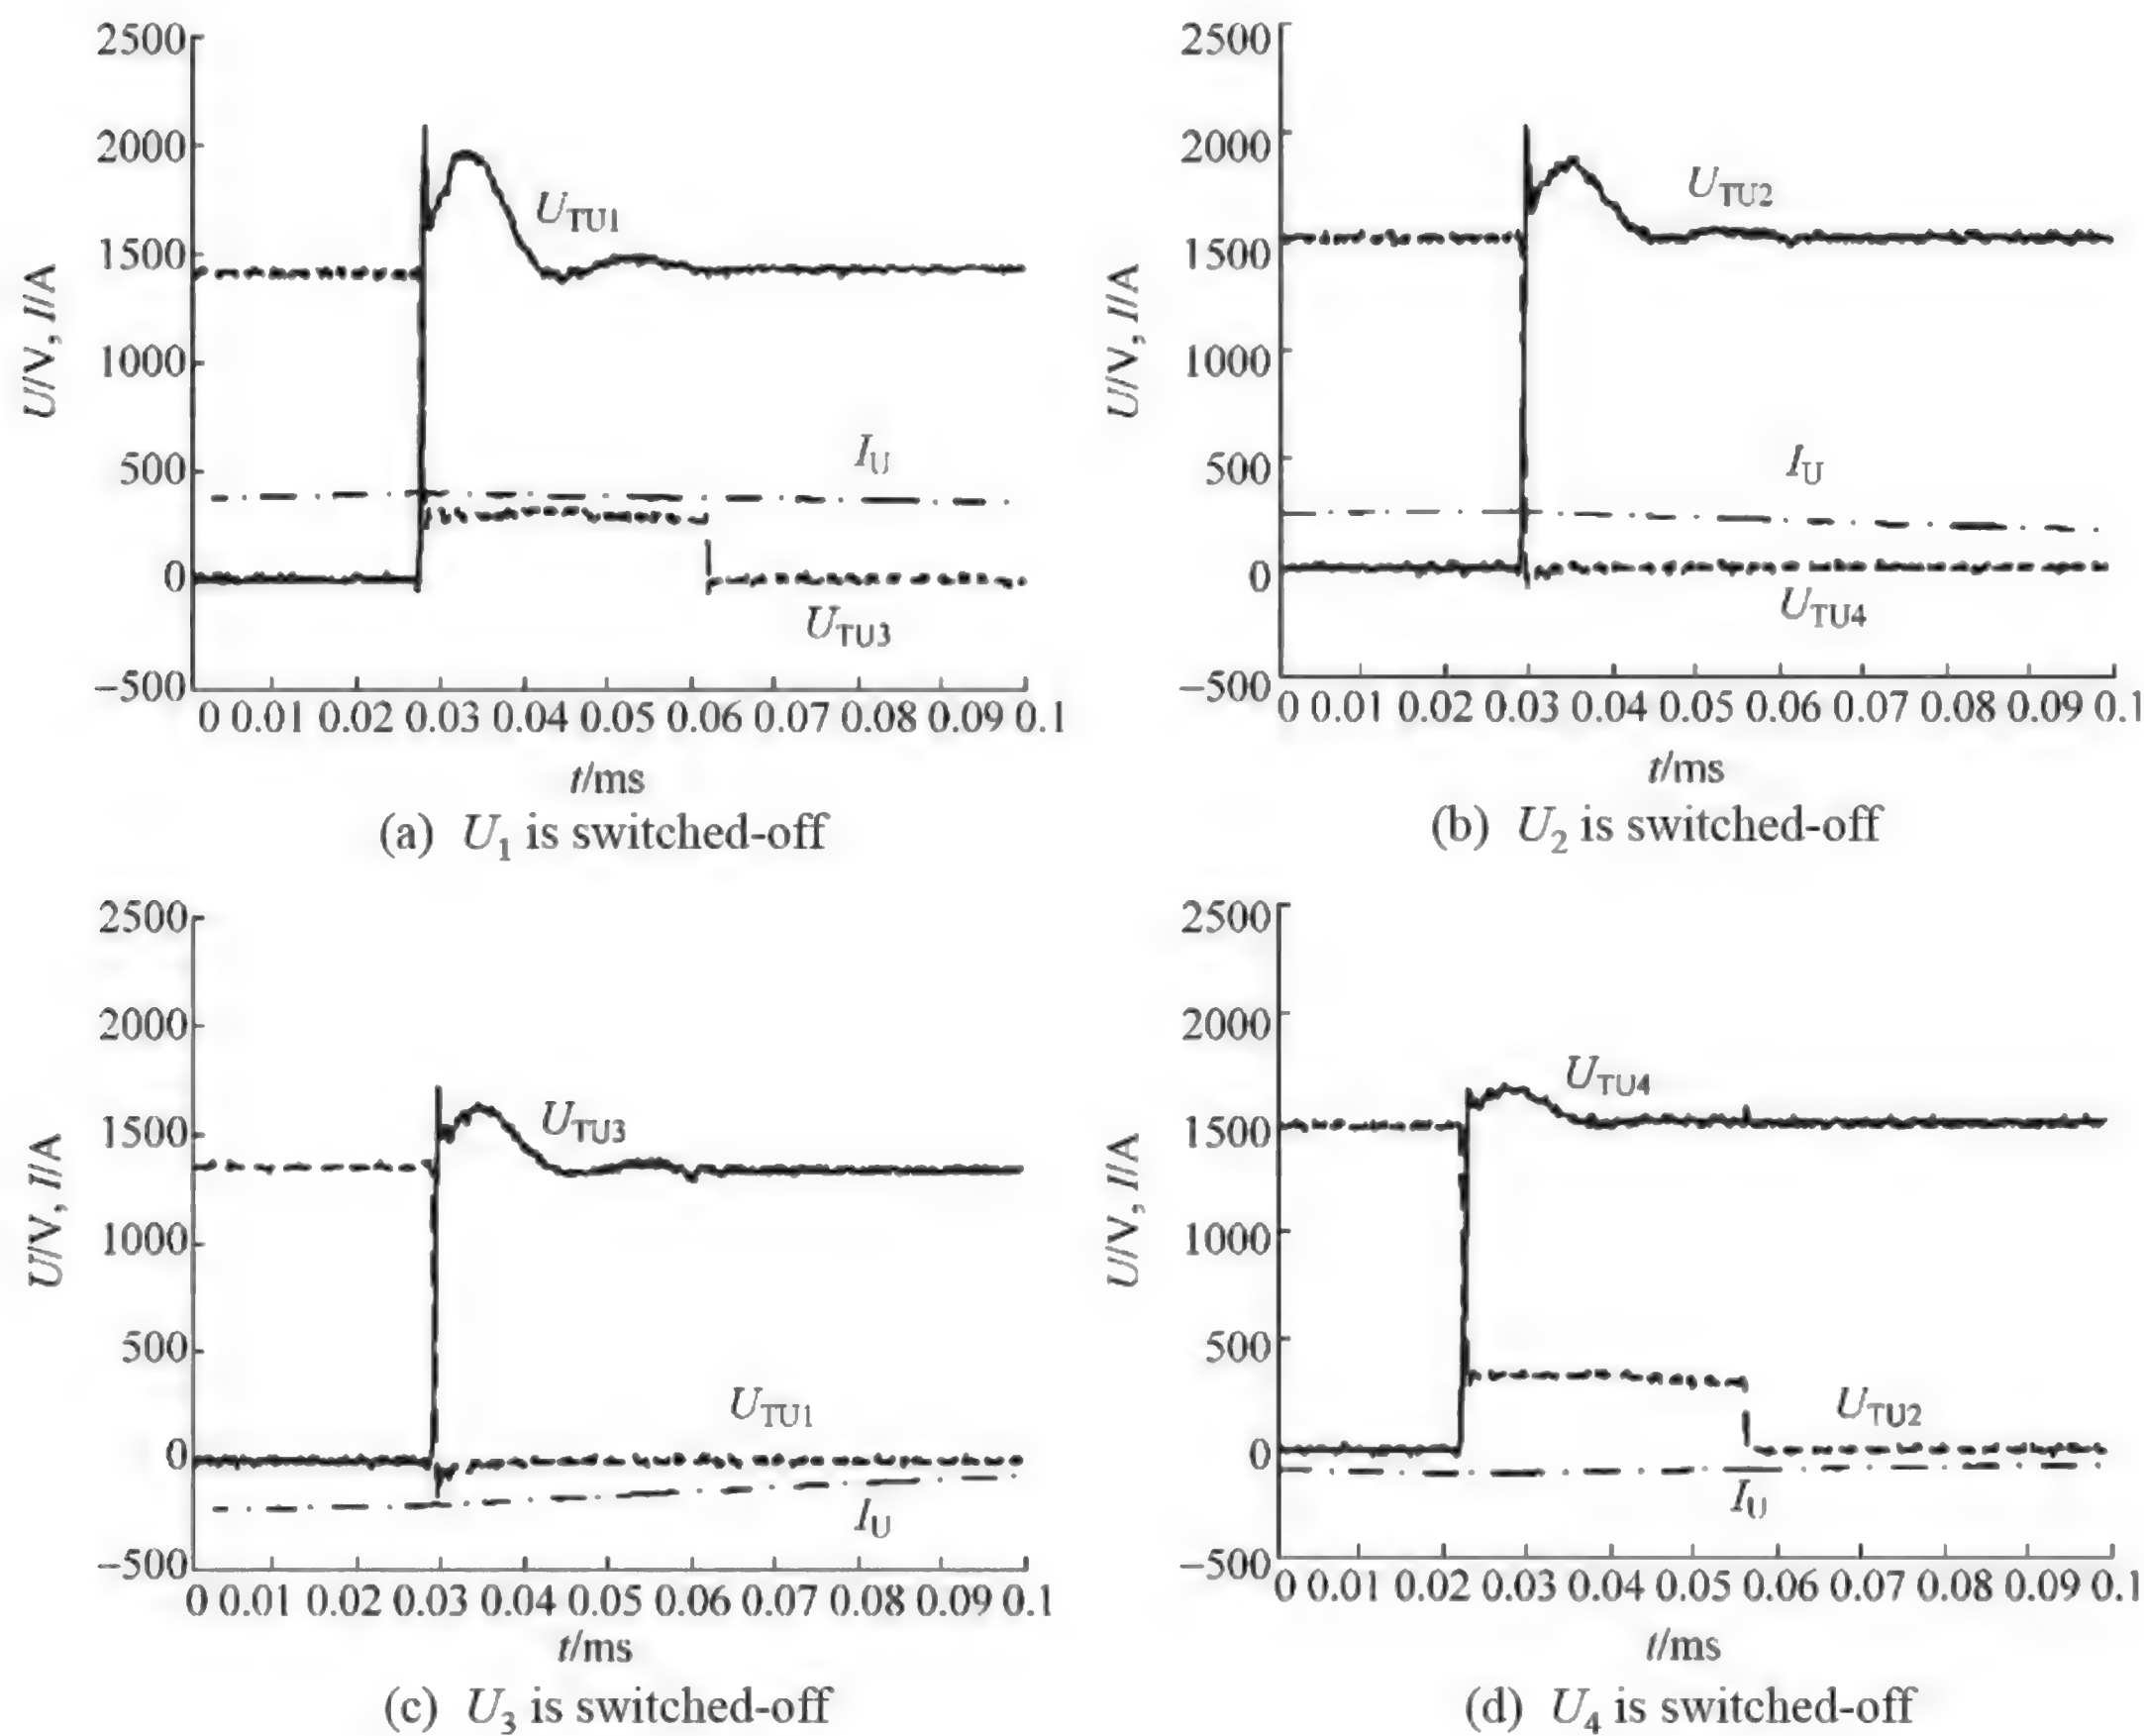 2500
2000
1500
1000
500
0
−500
U/V, I/A
U_TU1
I_U
U_TU3
0 0.01 0.02 0.03 0.04 0.05 0.06 0.07 0.08 0.09 0.1
t/ms
(a) U_1 is switched-off
2500
2000
1500
1000
500
0
−500
U/V, I/A
U_TU2
I_U
U_TU4
0 0.01 0.02 0.03 0.04 0.05 0.06 0.07 0.08 0.09 0.1
t/ms
(b) U_2 is switched-off
2500
2000
1500
1000
500
0
−500
U/V, I/A
U_TU3
U_TU1
I_U
0 0.01 0.02 0.03 0.04 0.05 0.06 0.07 0.08 0.09 0.1
t/ms
(c) U_3 is switched-off
2500
2000
1500
1000
500
0
−500
U/V, I/A
U_TU4
U_TU2
I_U
0 0.01 0.02 0.03 0.04 0.05 0.06 0.07 0.08 0.09 0.1
t/ms
(d) U_4 is switched-off